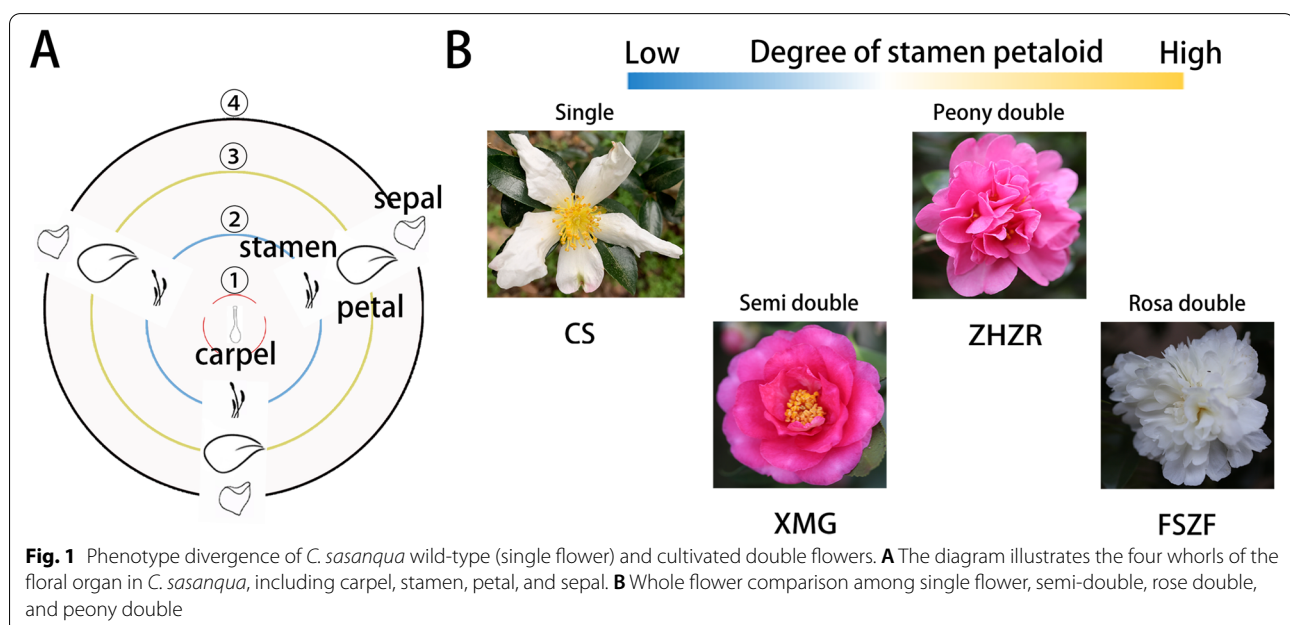 A
④
③
sepal
②
stamen
①
petal
carpel
B
Low Degree of stamen petaloid High
Single
Peony double
CS
Semi double
ZHZR
Rosa double
XMG
FSZF
Fig. 1 Phenotype divergence of C. sasanqua wild-type (single flower) and cultivated double flowers. A The diagram illustrates the four whorls of the
floral organ in C. sasanqua, including carpel, stamen, petal, and sepal. B Whole flower comparison among single flower, semi-double, rose double,
and peony double